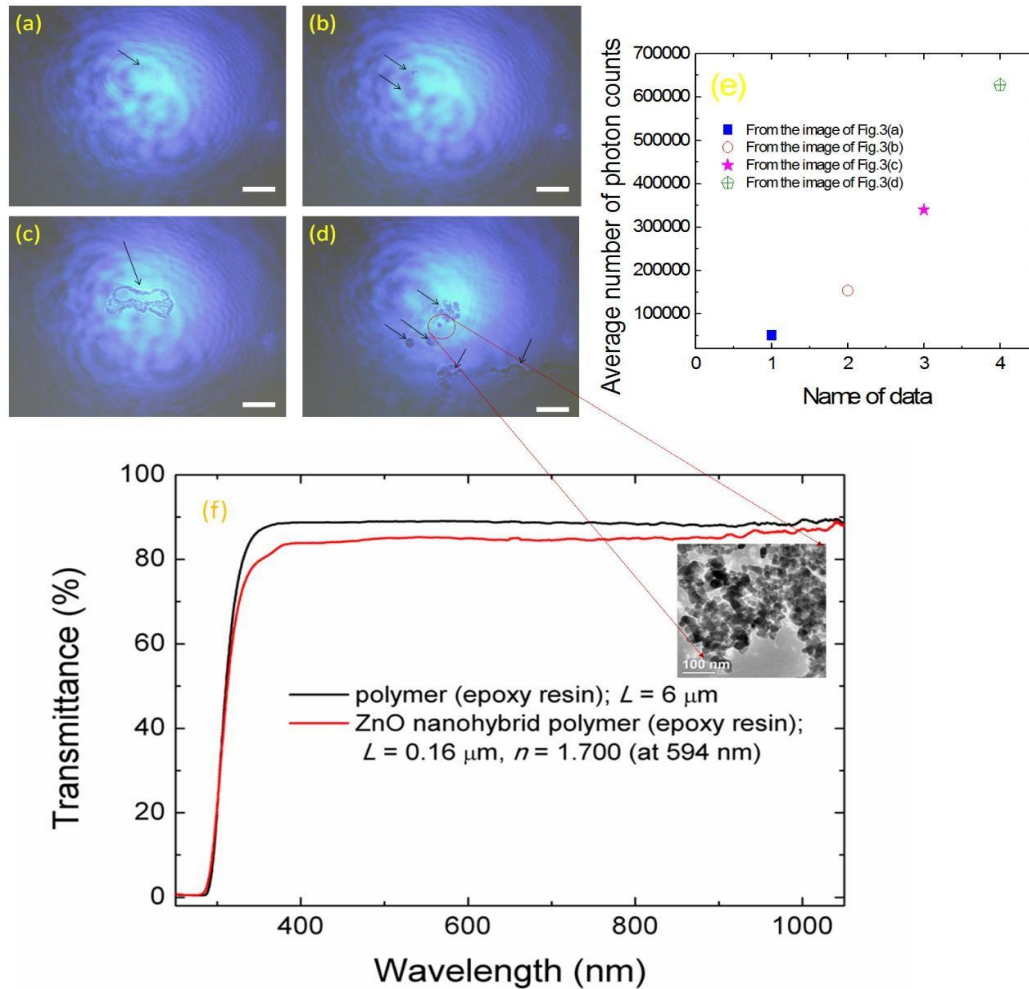 (a)
(b)
(c)
(d)
(e)
Average number of photon counts
700000
600000
500000
400000
300000
200000
150000
100000
50000
From the image of Fig.3(a)
From the image of Fig.3(b)
From the image of Fig.3(c)
From the image of Fig.3(d)
0 1 2 3 4
Name of data
(f)
Transmittance (%)
100
80
60
40
20
0
100 nm
polymer (epoxy resin); L = 6 μm
ZnO nanohybrid polymer (epoxy resin);
L = 0.16 μm, n = 1.700 (at 594 nm)
400 600 800 1000
Wavelength (nm)